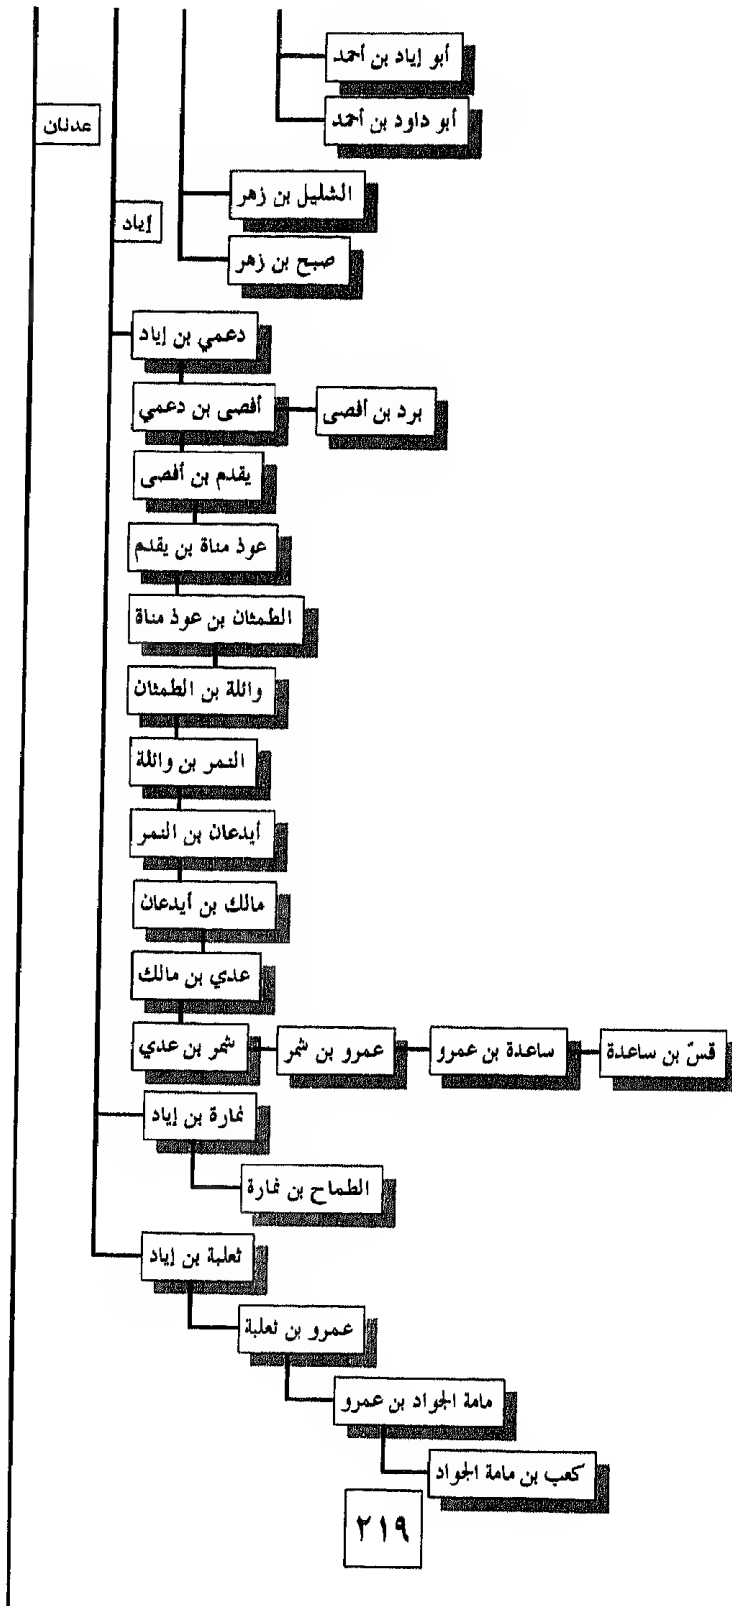 أبو إياد بن أحمد
أبو داود بن أحمد
عدنان
الشليل بن زهر
إياد
صبح بن زهر
دعمي بن إياد
أفصى بن دعمي
برد بن أفصى
يقدم بن أفصى
عوذ مناة بن يقدم
الطمثان بن عوذ مناة
وائلة بن الطمثان
النمر بن وائلة
أيدعان بن النمر
مالك بن أيدعان
عدي بن مالك
شمر بن عدي
عمرو بن شمر
ساعدة بن عمرو
قسّ بن ساعدة
نمارة بن إياد
الطماح بن نمارة
ثعلبة بن إياد
عمرو بن ثعلبة
مامة الجواد بن عمرو
كعب بن مامة الجواد
٢١٩